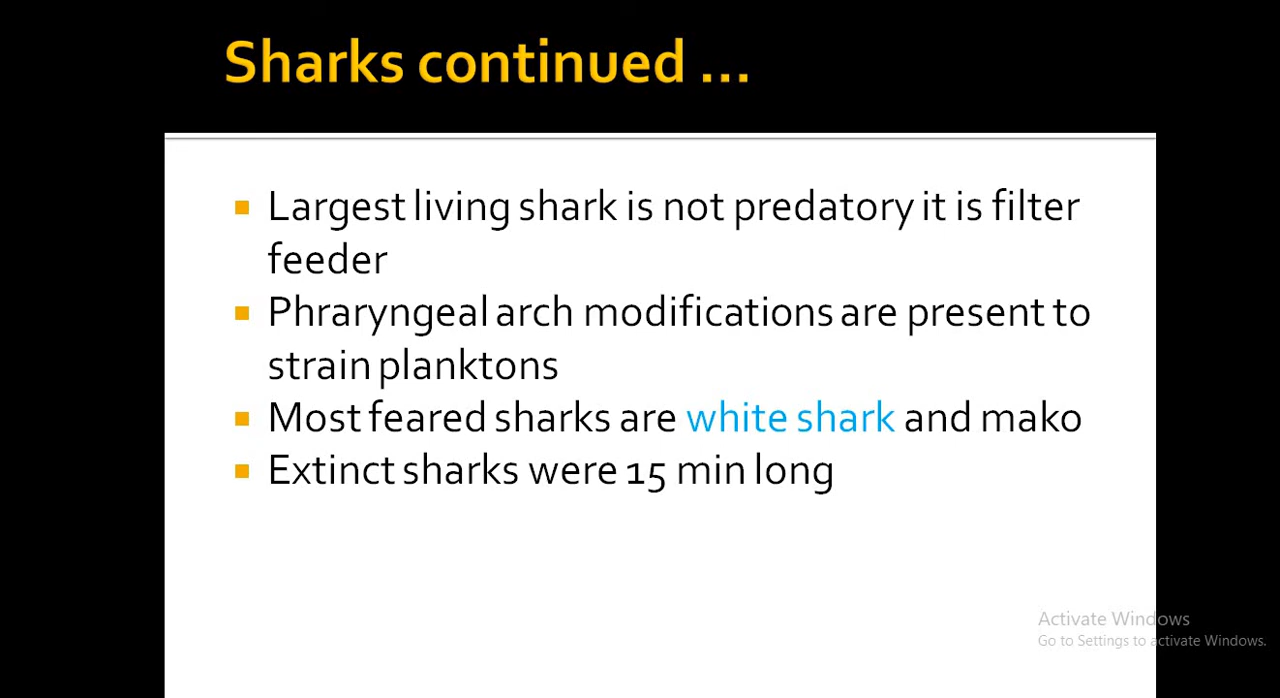 Sharks continued ...
Largest living shark is not predatory it is filter
feeder
Phraryngeal arch modifications are present to
strain planktons
Most feared sharks are white shark and mako
Extinct sharks were 15 min long
Activate Windows
Go to Settings to activate Windows.